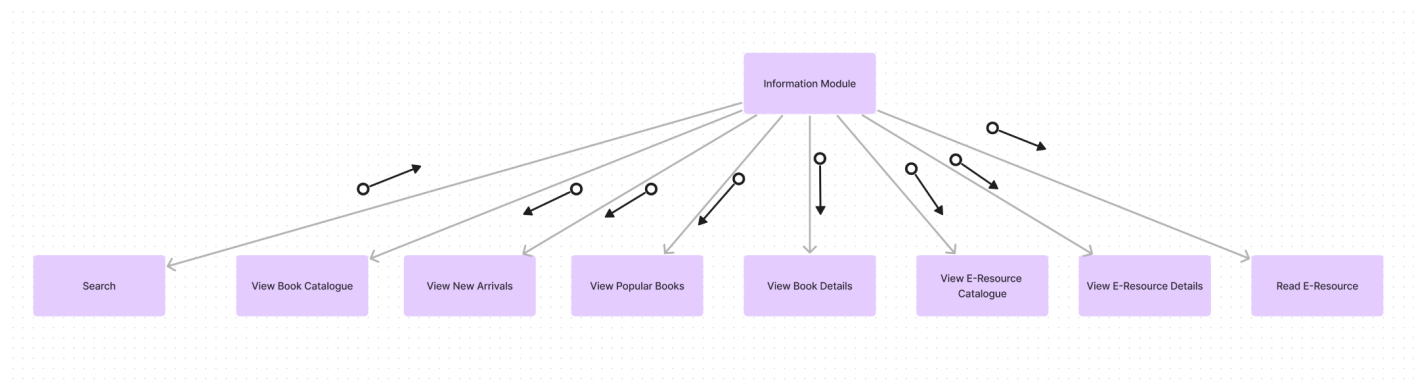 Information Module
Search
View Book Catalogue
View New Arrivals
View Popular Books
View Book Details
View E-Resource
Catalogue
View E-Resource Details
Read E-Resource